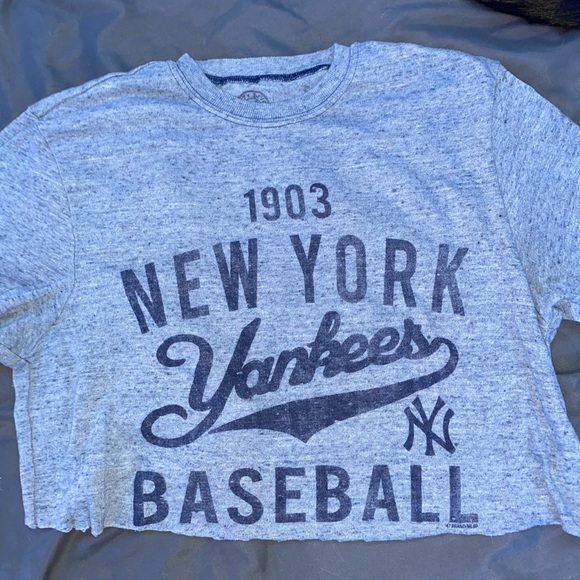 1903
NEW YORK
Yankees
NY
BASEBALL